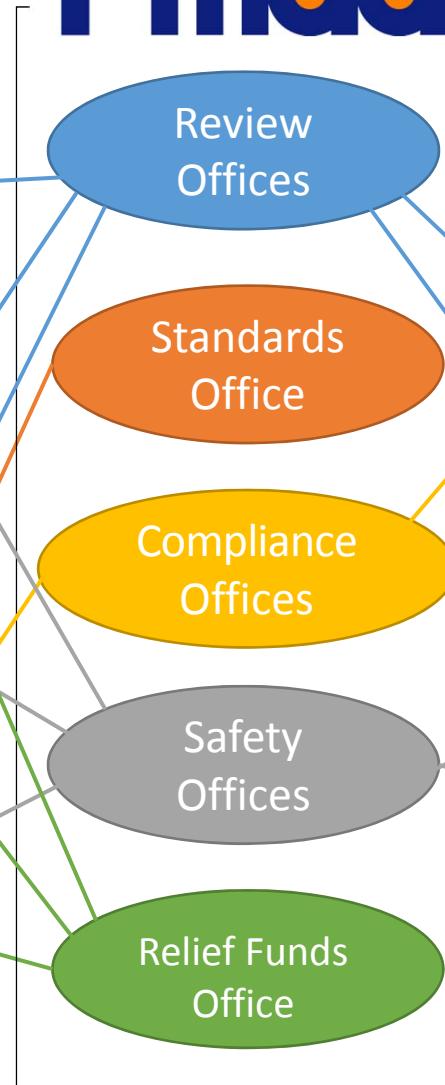 Review
Offices
Standards
Office
Compliance
Offices
Safety
Offices
Relief Funds
Office